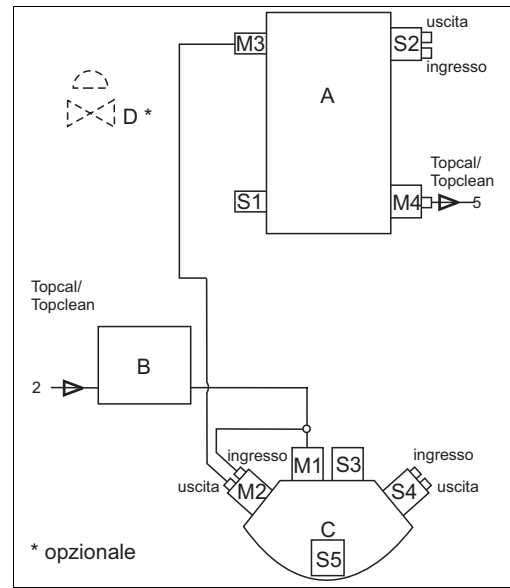 uscita
M3
S2
ingresso
A
D *
Topcal/
Topclean
S1
M4
5
Topcal/
Topclean
B
2
ingresso
M1
S3
ingresso
uscita
M2
S4
uscita
C
S5
* opzionale